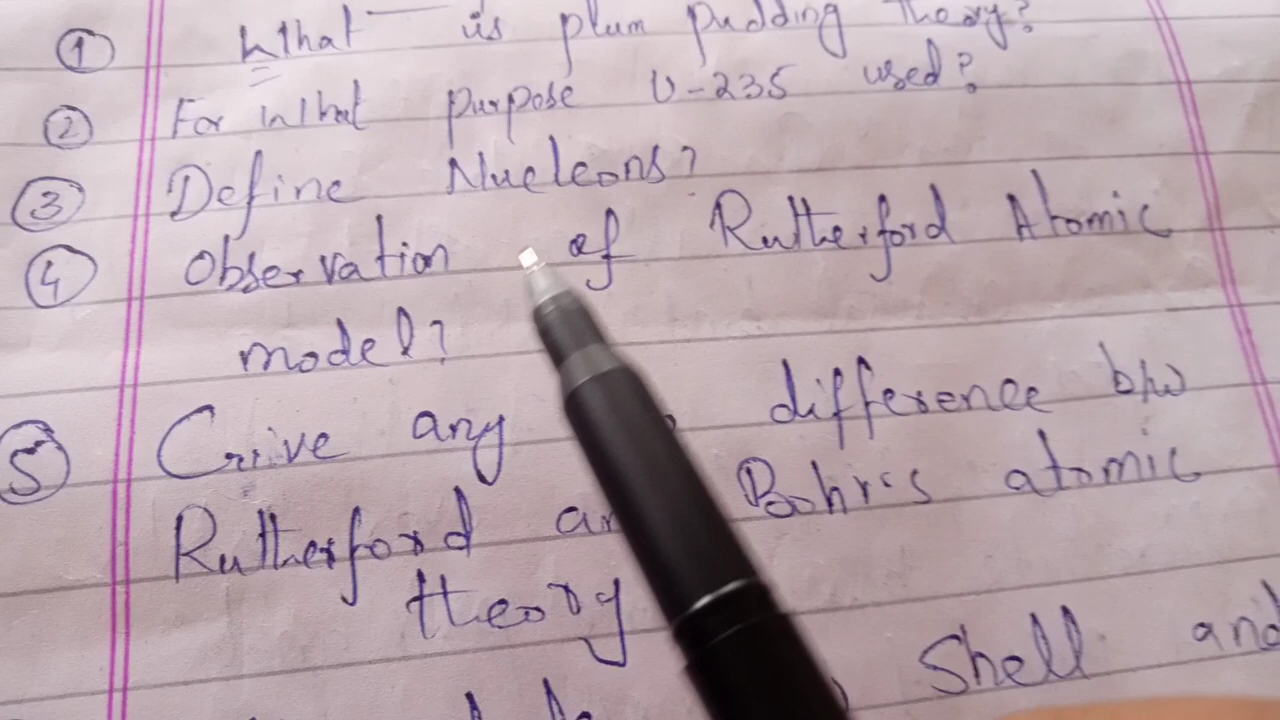 ① What is plum pudding theory?
② For What purpose U-235 used?
③ Define Nucleons?
④ Observation of Rutherford Atomic
model?
⑤ Give any difference b/w
Rutherford Bohr's atomic
theory
Shell and